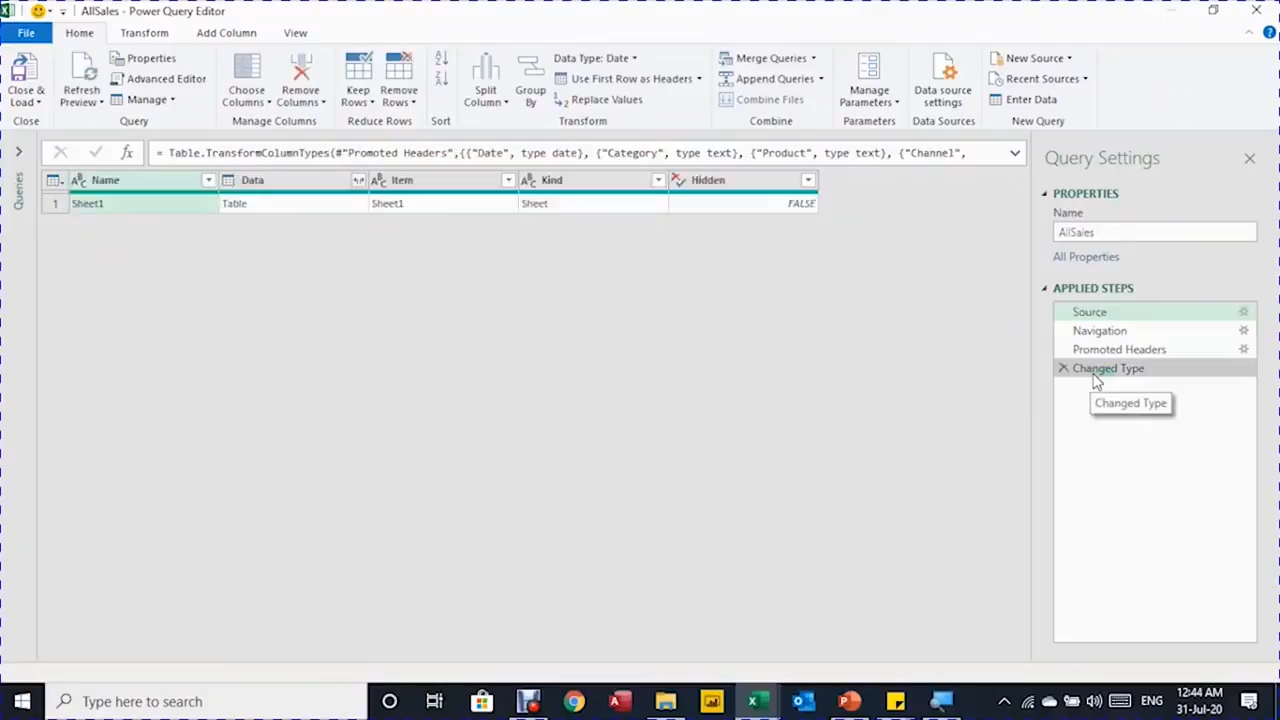 AllSales - Power Query Editor
File Home Transform Add Column View
Close & Load
Close
Refresh Preview
Properties
Advanced Editor
Manage
Query
Choose Columns
Remove Columns
Manage Columns
Keep Rows
Remove Rows
Reduce Rows
Sort
Split Column
Group By
Data Type: Date
Use First Row as Headers
Replace Values
Transform
Merge Queries
Append Queries
Combine Files
Combine
Manage Parameters
Parameters
Data source settings
Data Sources
New Source
Recent Sources
Enter Data
New Query
fx = Table.TransformColumnTypes(#"Promoted Headers",{{"Date", type date}, {"Category", type text}, {"Product", type text}, {"Channel",
Queries
Name Data Item Kind Hidden
1 Sheet1 Table Sheet1 Sheet FALSE
Query Settings
PROPERTIES
Name
AllSales
All Properties
APPLIED STEPS
Source
Navigation
Promoted Headers
Changed Type
Changed Type
Type here to search
ENG
12:44 AM
31-Jul-20